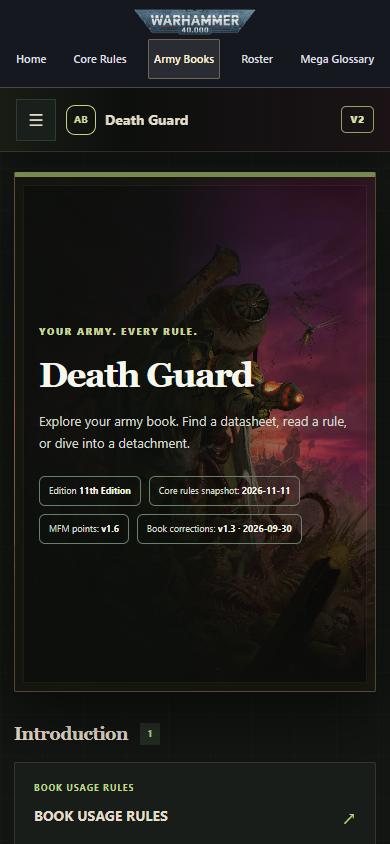 WARHAMMER
40,000
Home Core Rules Army Books Roster Mega Glossary
☰ AB Death Guard V2
YOUR ARMY. EVERY RULE.
Death Guard
Explore your army book. Find a datasheet, read a rule,
or dive into a detachment.
Edition 11th Edition Core rules snapshot: 2026-11-11
MFM points: v1.6 Book corrections: v1.3 · 2026-09-30
Introduction 1
BOOK USAGE RULES
BOOK USAGE RULES ↗